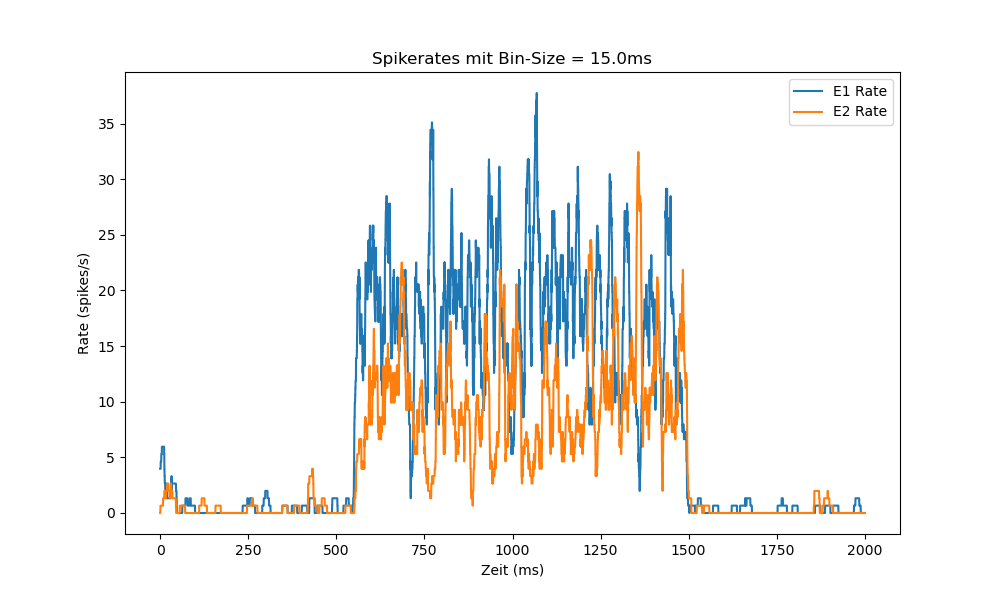 Spikerates mit Bin-Size = 15.0ms
E1 Rate
E2 Rate
Rate (spikes/s)
35
30
25
20
15
10
5
0
0 250 500 750 1000 1250 1500 1750 2000
Zeit (ms)